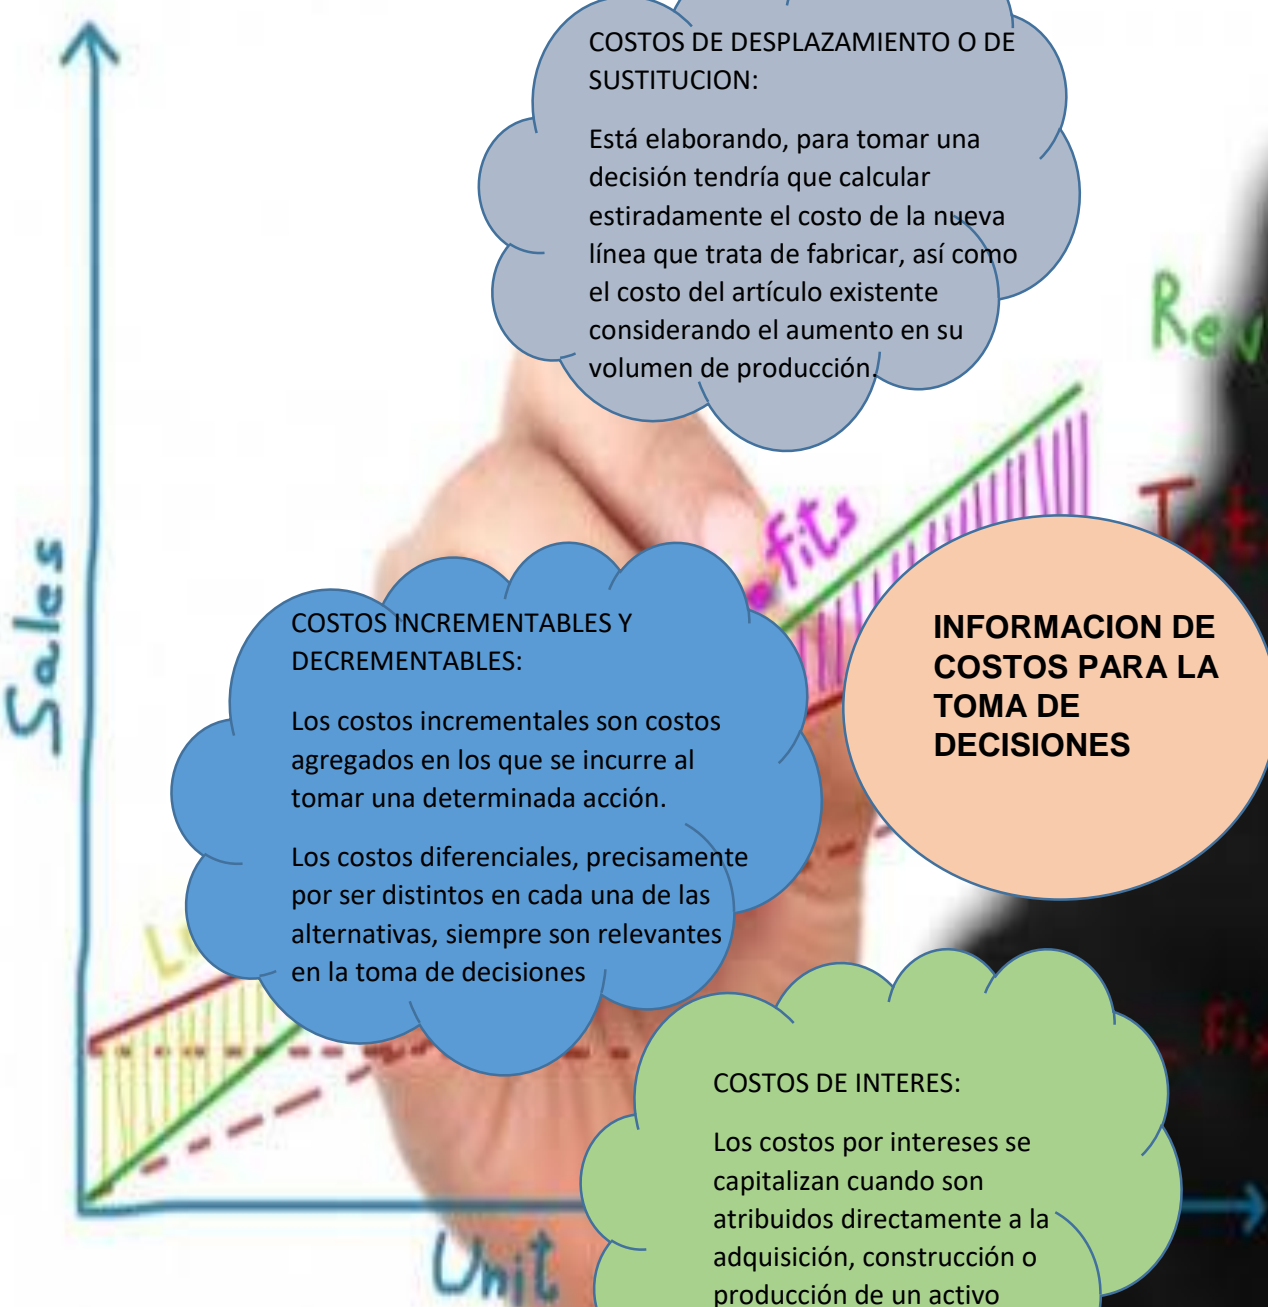 COSTOS DE DESPLAZAMIENTO O DE
SUSTITUCION:
Está elaborando, para tomar una
decisión tendría que calcular
estiradamente el costo de la nueva
línea que trata de fabricar, así como
el costo del artículo existente
considerando el aumento en su
volumen de producción.
Sales
fits
COSTOS INCREMENTABLES Y
DECREMENTABLES:
Los costos incrementales son costos
agregados en los que se incurre al
tomar una determinada acción.
Los costos diferenciales, precisamente
por ser distintos en cada una de las
alternativas, siempre son relevantes
en la toma de decisiones
INFORMACION DE
COSTOS PARA LA
TOMA DE
DECISIONES
COSTOS DE INTERES:
Los costos por intereses se
capitalizan cuando son
atribuidos directamente a la
adquisición, construcción o
producción de un activo
Unit